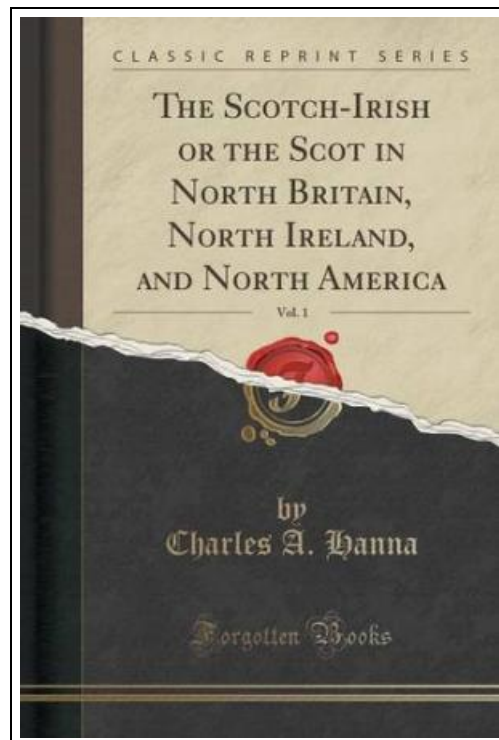 CLASSIC REPRINT SERIES
THE SCOTCH-IRISH
OR THE SCOT IN
NORTH BRITAIN,
NORTH IRELAND,
AND NORTH AMERICA
Vol. 1
F
by
Charles A. Hanna
Forgotten Books